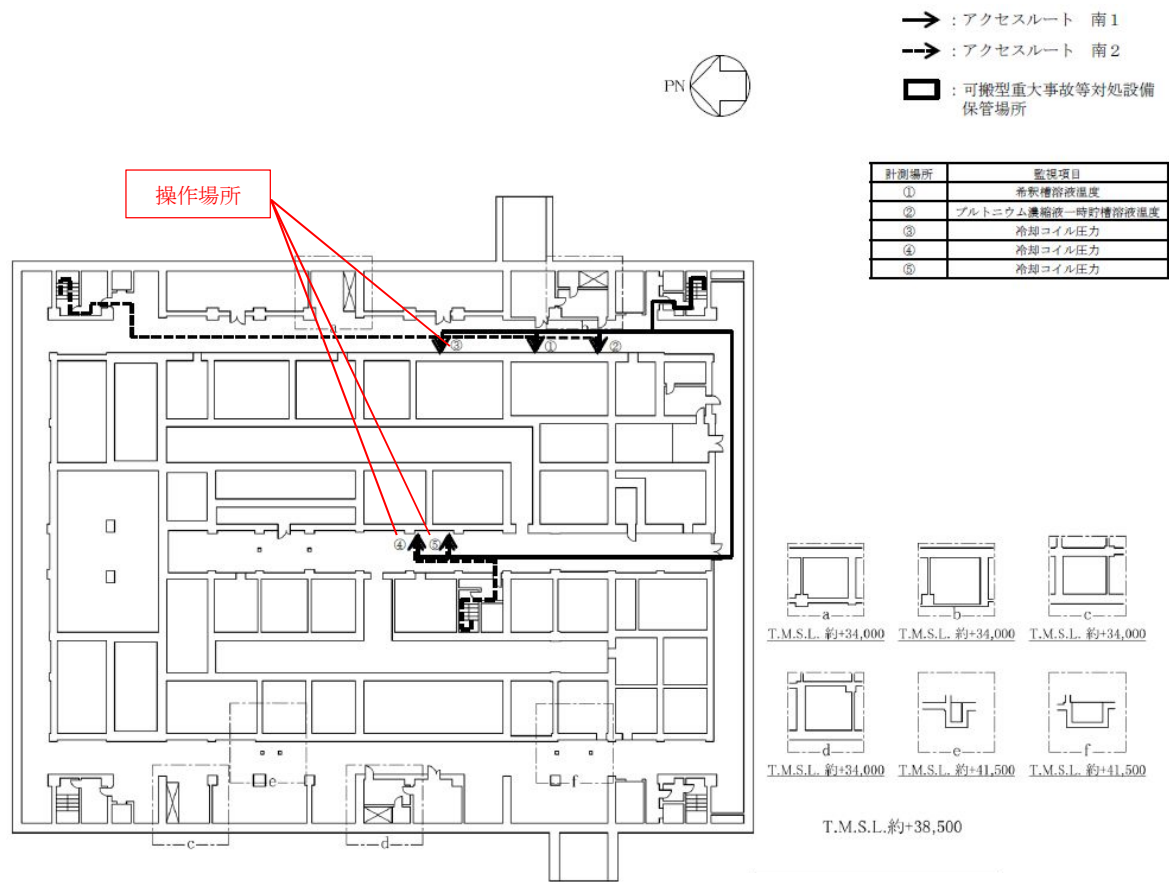 ：アクセスルート　南１
：アクセスルート　南２
：可搬型重大事故等対処設備
保管場所
PN
計測場所 監視項目
① 希釈槽溶液温度
② プルトニウム濃縮液一時貯槽溶液温度
③ 冷却コイル圧力
④ 冷却コイル圧力
⑤ 冷却コイル圧力
操作場所
a
b
③
①
②
④
⑤
e
f
c
d
a
b
c
T.M.S.L. 約+34,000
T.M.S.L. 約+34,000
T.M.S.L. 約+34,000
d
e
f
T.M.S.L. 約+34,000
T.M.S.L. 約+41,500
T.M.S.L. 約+41,500
T.M.S.L.約+38,500